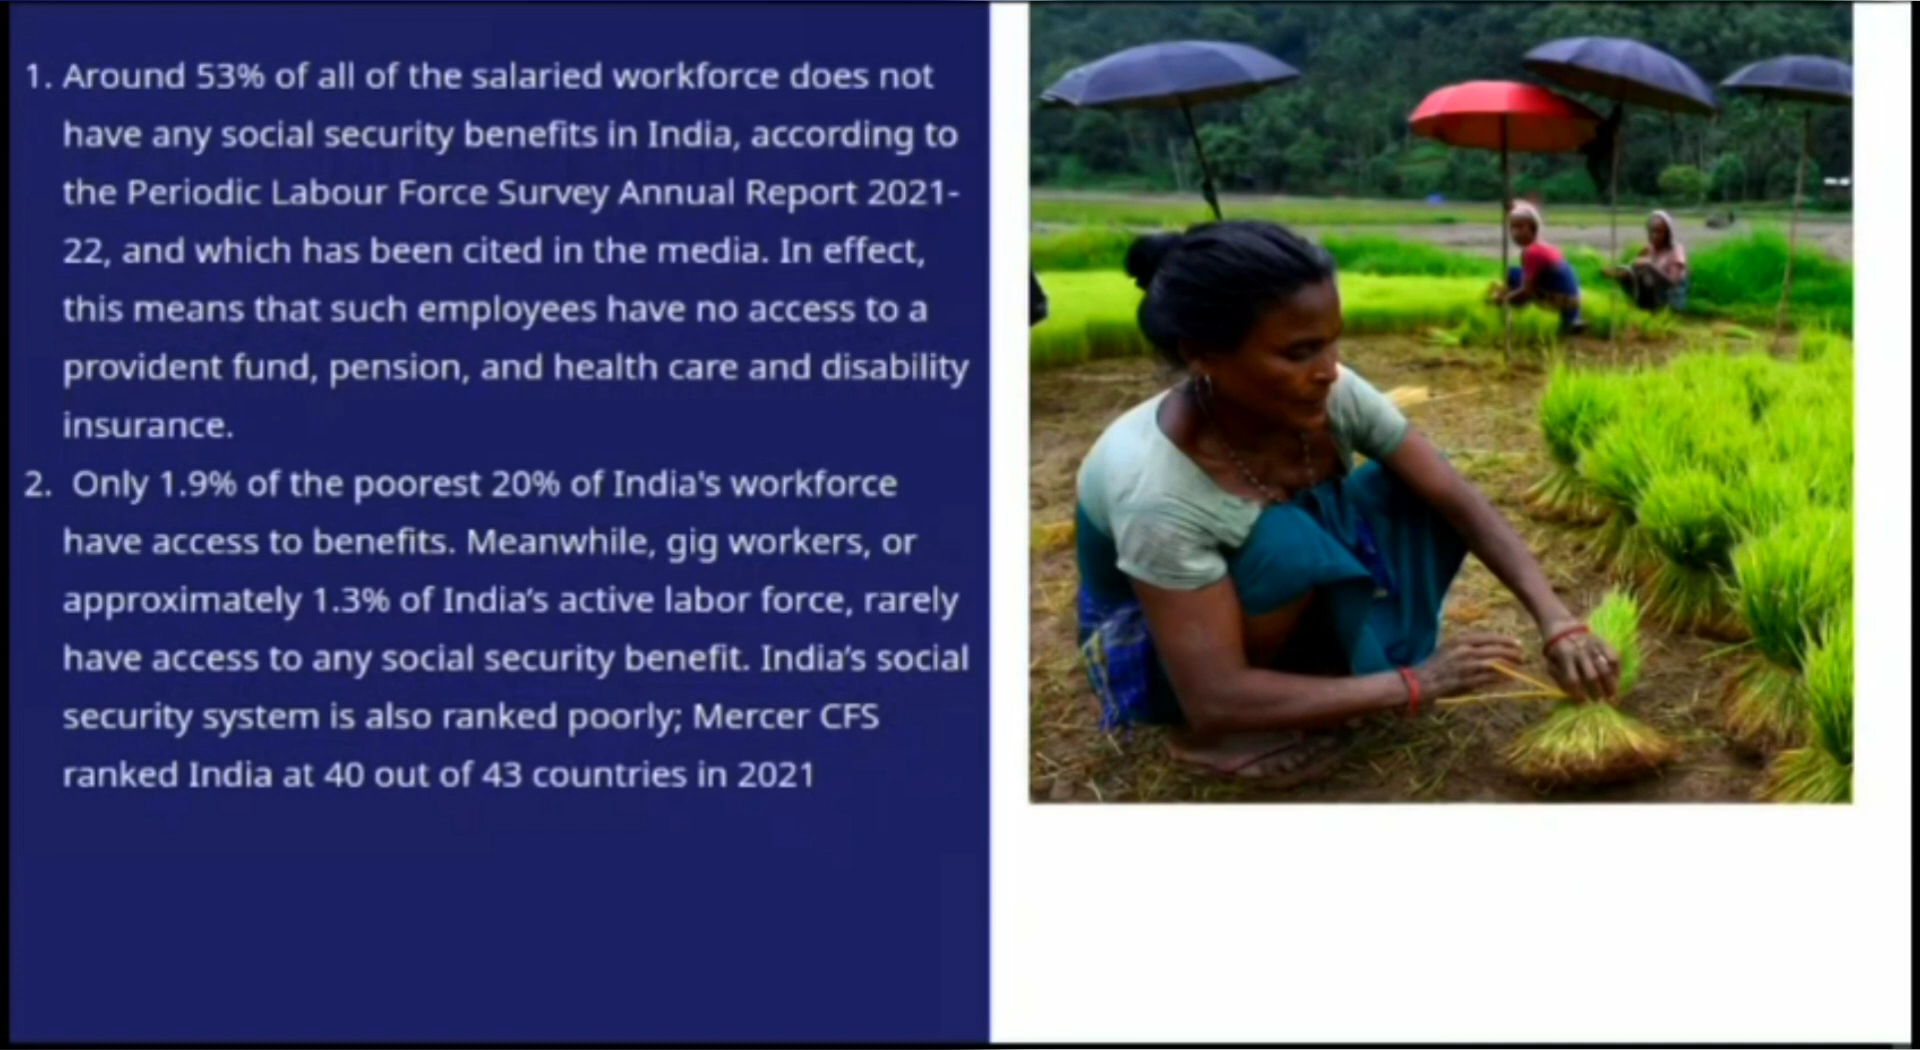 1. Around 53% of all of the salaried workforce does not
have any social security benefits in India, according to
the Periodic Labour Force Survey Annual Report 2021-
22, and which has been cited in the media. In effect,
this means that such employees have no access to a
provident fund, pension, and health care and disability
insurance.
2. Only 1.9% of the poorest 20% of India's workforce
have access to benefits. Meanwhile, gig workers, or
approximately 1.3% of India’s active labor force, rarely
have access to any social security benefit. India’s social
security system is also ranked poorly; Mercer CFS
ranked India at 40 out of 43 countries in 2021